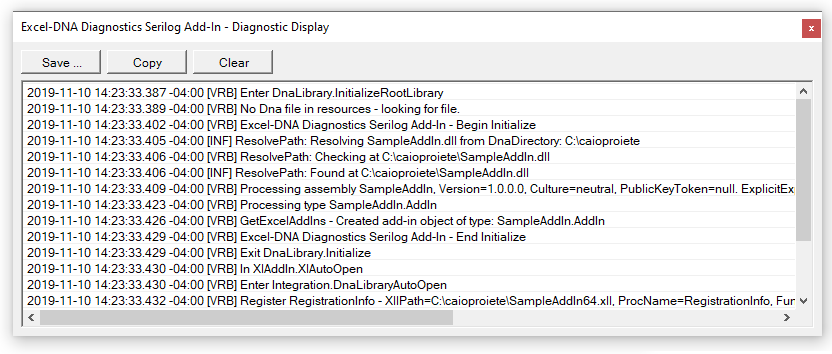 Excel-DNA Diagnostics Serilog Add-In - Diagnostic Display
x
Save ... Copy Clear
2019-11-10 14:23:33.387 -04:00 [VRB] Enter DnaLibrary.InitializeRootLibrary
2019-11-10 14:23:33.389 -04:00 [VRB] No Dna file in resources - looking for file.
2019-11-10 14:23:33.402 -04:00 [VRB] Excel-DNA Diagnostics Serilog Add-In - Begin Initialize
2019-11-10 14:23:33.405 -04:00 [INF] ResolvePath: Resolving SampleAddIn.dll from DnaDirectory: C:\caioproiete
2019-11-10 14:23:33.406 -04:00 [VRB] ResolvePath: Checking at C:\caioproiete\SampleAddIn.dll
2019-11-10 14:23:33.406 -04:00 [INF] ResolvePath: Found at C:\caioproiete\SampleAddIn.dll
2019-11-10 14:23:33.409 -04:00 [VRB] Processing assembly SampleAddIn, Version=1.0.0.0, Culture=neutral, PublicKeyToken=null. ExplicitEx
2019-11-10 14:23:33.423 -04:00 [VRB] Processing type SampleAddIn.AddIn
2019-11-10 14:23:33.426 -04:00 [VRB] GetExcelAddIns - Created add-in object of type: SampleAddIn.AddIn
2019-11-10 14:23:33.429 -04:00 [VRB] Excel-DNA Diagnostics Serilog Add-In - End Initialize
2019-11-10 14:23:33.429 -04:00 [VRB] Exit DnaLibrary.Initialize
2019-11-10 14:23:33.430 -04:00 [VRB] In XlAddIn.XlAutoOpen
2019-11-10 14:23:33.430 -04:00 [VRB] Enter Integration.DnaLibraryAutoOpen
2019-11-10 14:23:33.432 -04:00 [VRB] Register RegistrationInfo - XllPath=C:\caioproiete\SampleAddIn64.xll, ProcName=RegistrationInfo, Fun